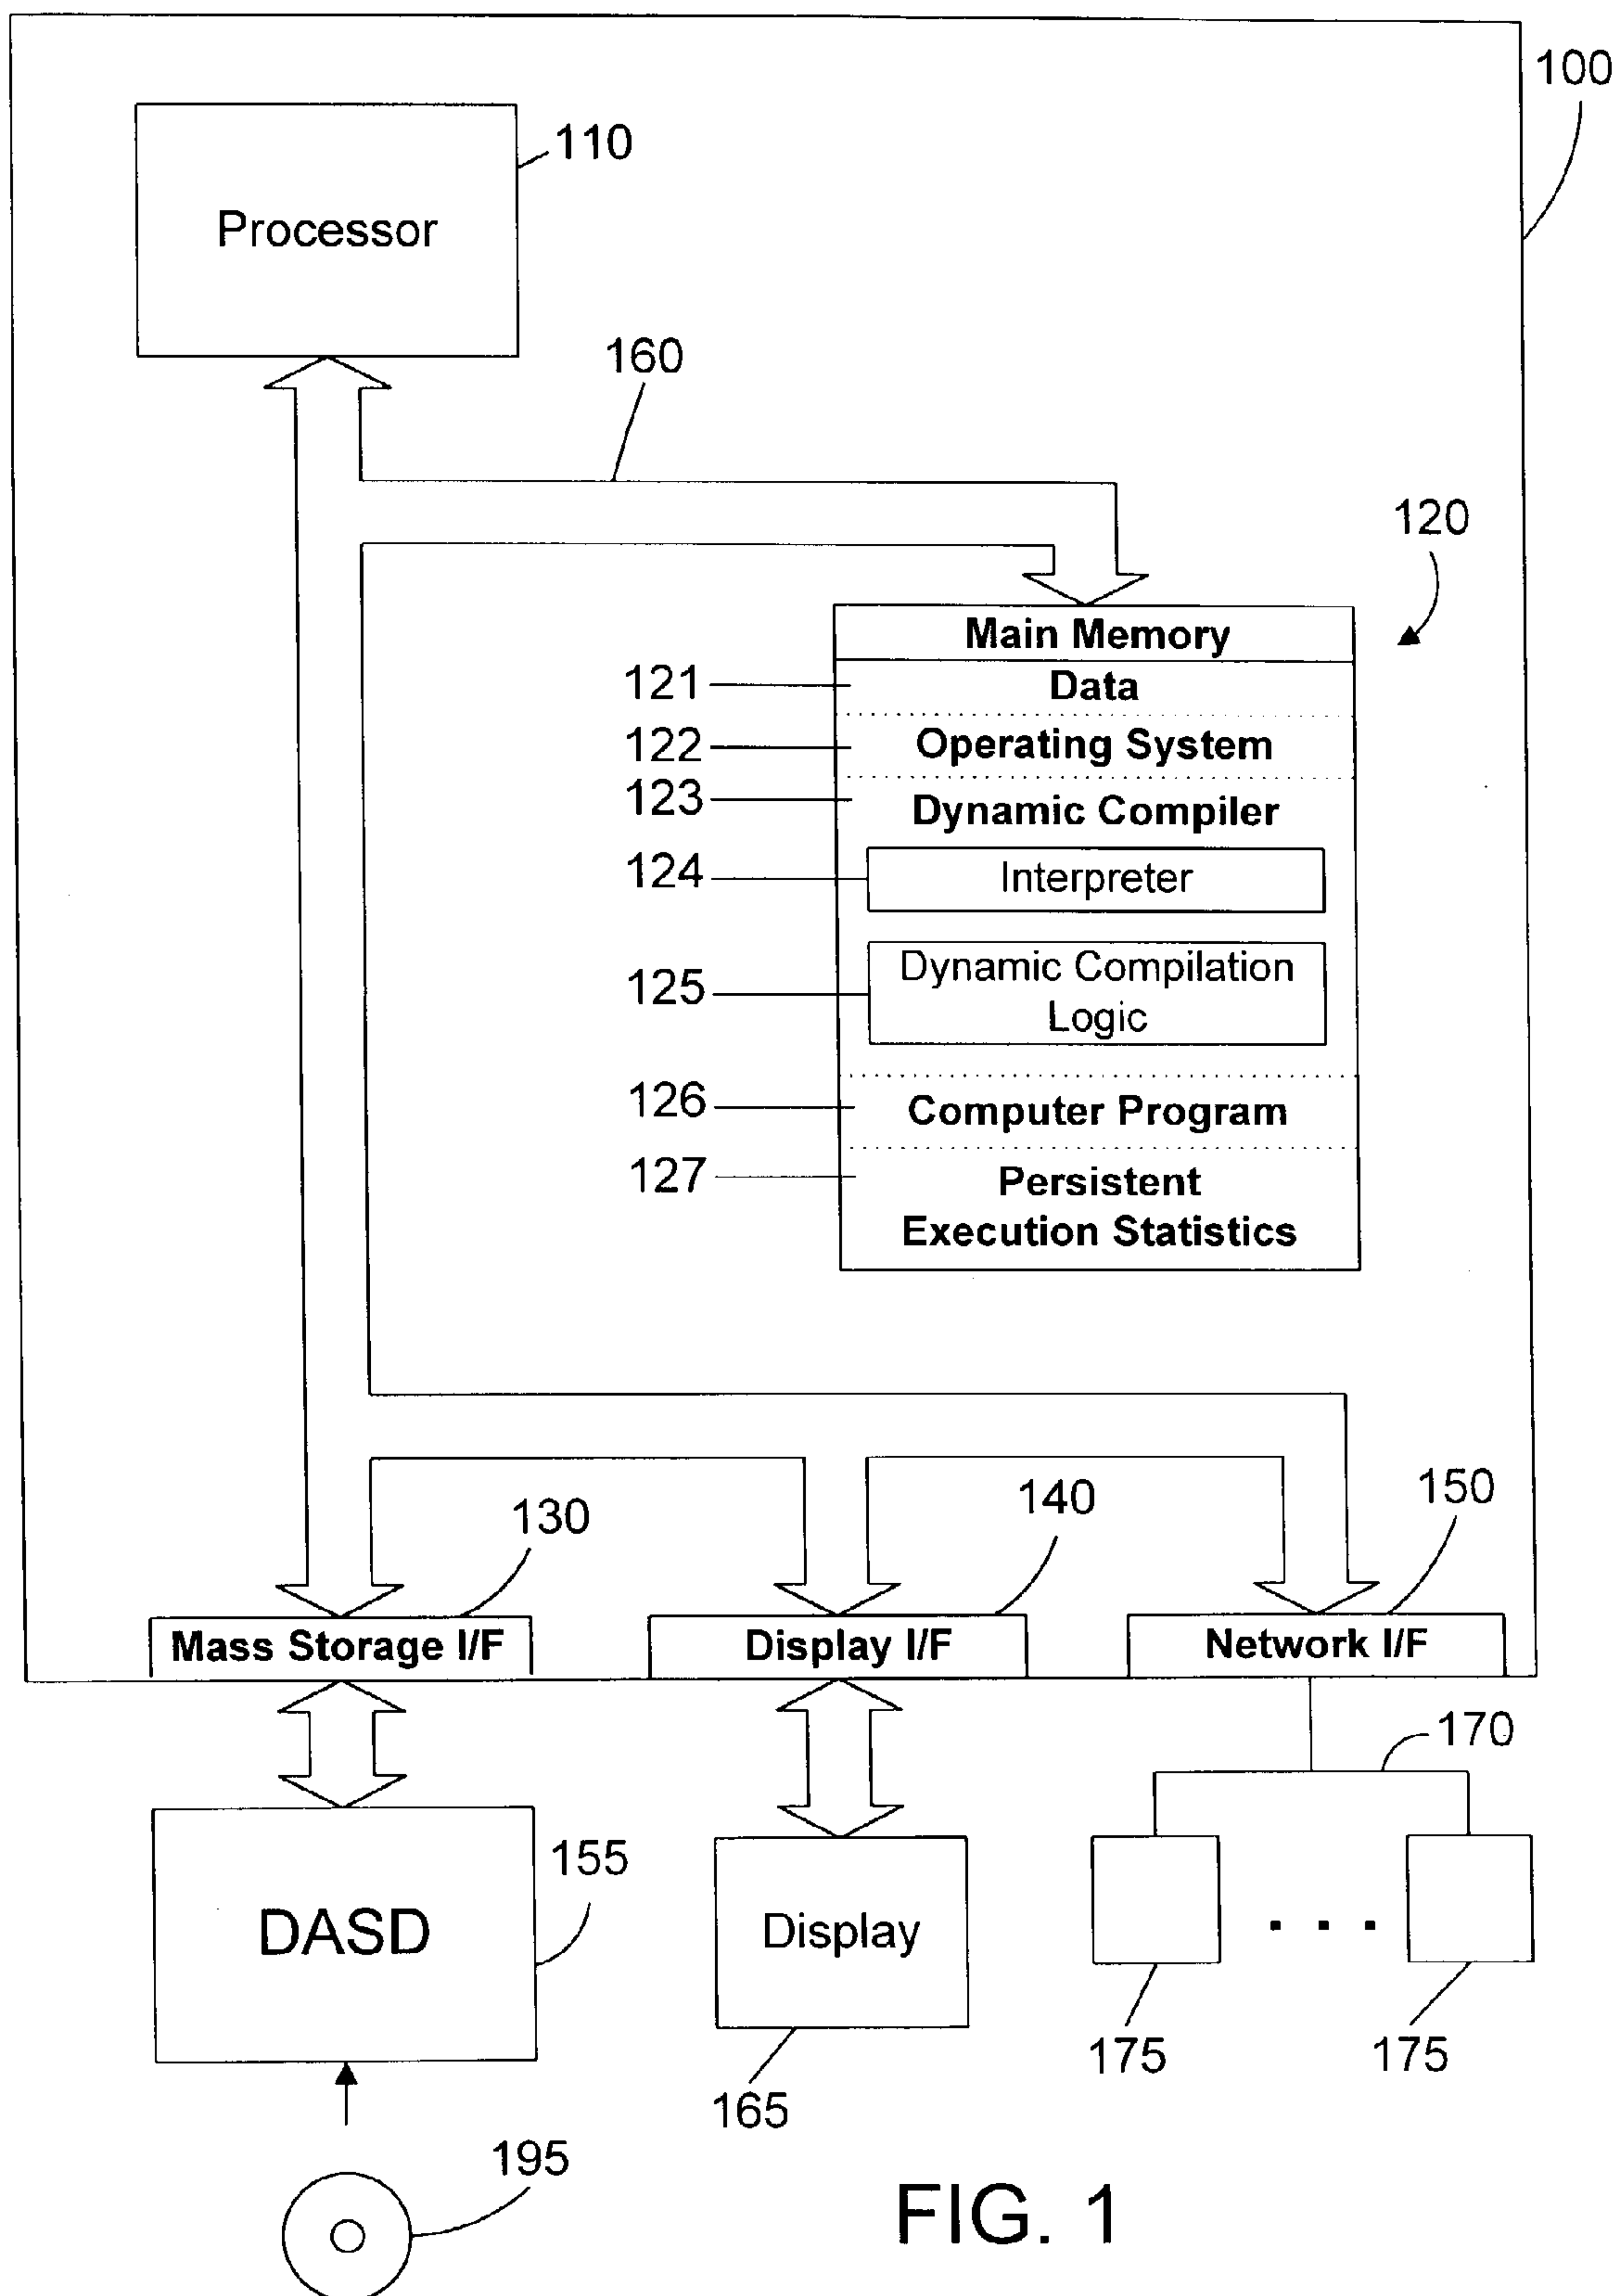 100
110
Processor
160
120
Main Memory
121
Data
122
Operating System
123
Dynamic Compiler
124
Interpreter
125
Dynamic Compilation
Logic
126
Computer Program
127
Persistent
Execution Statistics
130
140
150
Mass Storage I/F
Display I/F
Network I/F
170
155
DASD
Display
175
175
165
195
FIG. 1